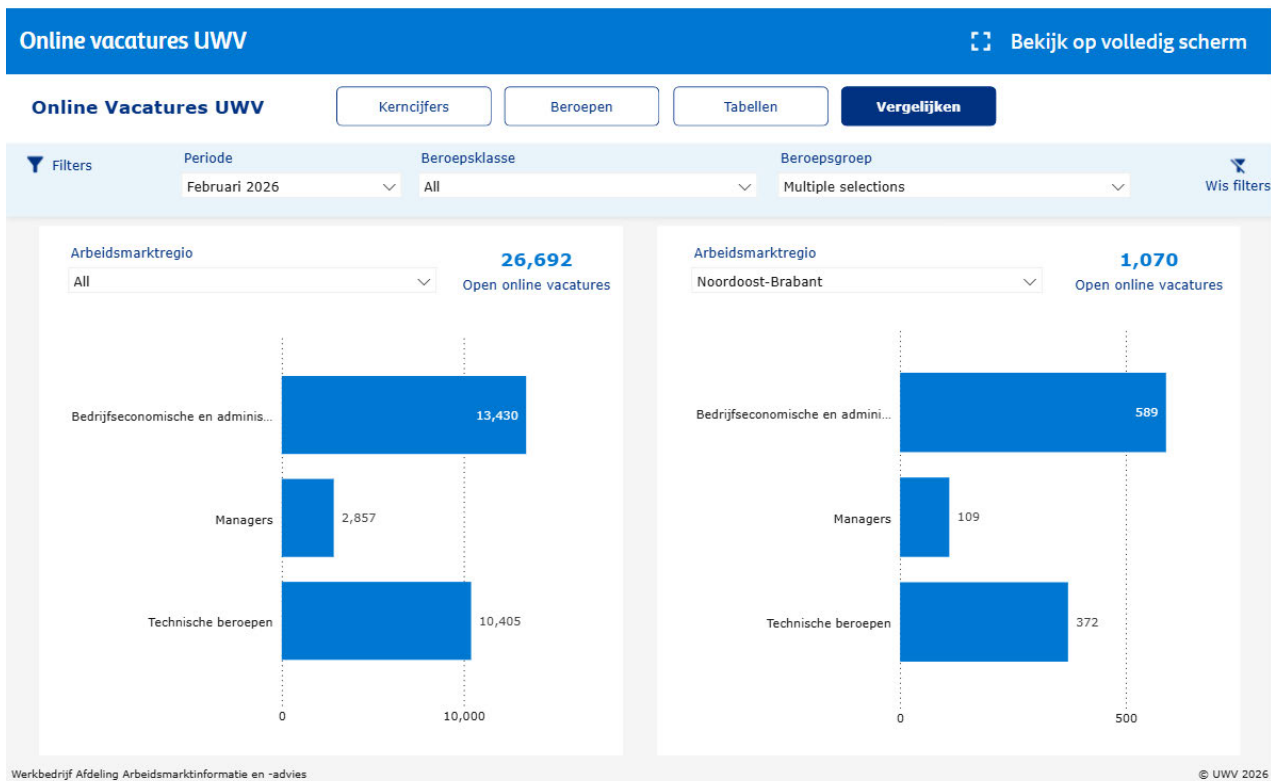 Online vacatures UWV
Bekijk op volledig scherm
Online Vacatures UWV
Kerncijfers
Beroepen
Tabellen
Vergelijken
Filters
Periode
Februari 2026
Beroepsklasse
All
Beroepsgroep
Multiple selections
Wis filters
Arbeidsmarktregio
All
26,692
Open online vacatures
Bedrijfseconomische en adminis...
13,430
Managers
2,857
Technische beroepen
10,405
0
10,000
Arbeidsmarktregio
Noordoost-Brabant
1,070
Open online vacatures
Bedrijfseconomische en admini...
589
Managers
109
Technische beroepen
372
0
500
Werkbedrijf Afdeling Arbeidsmarktinformatie en -advies
© UWV 2026